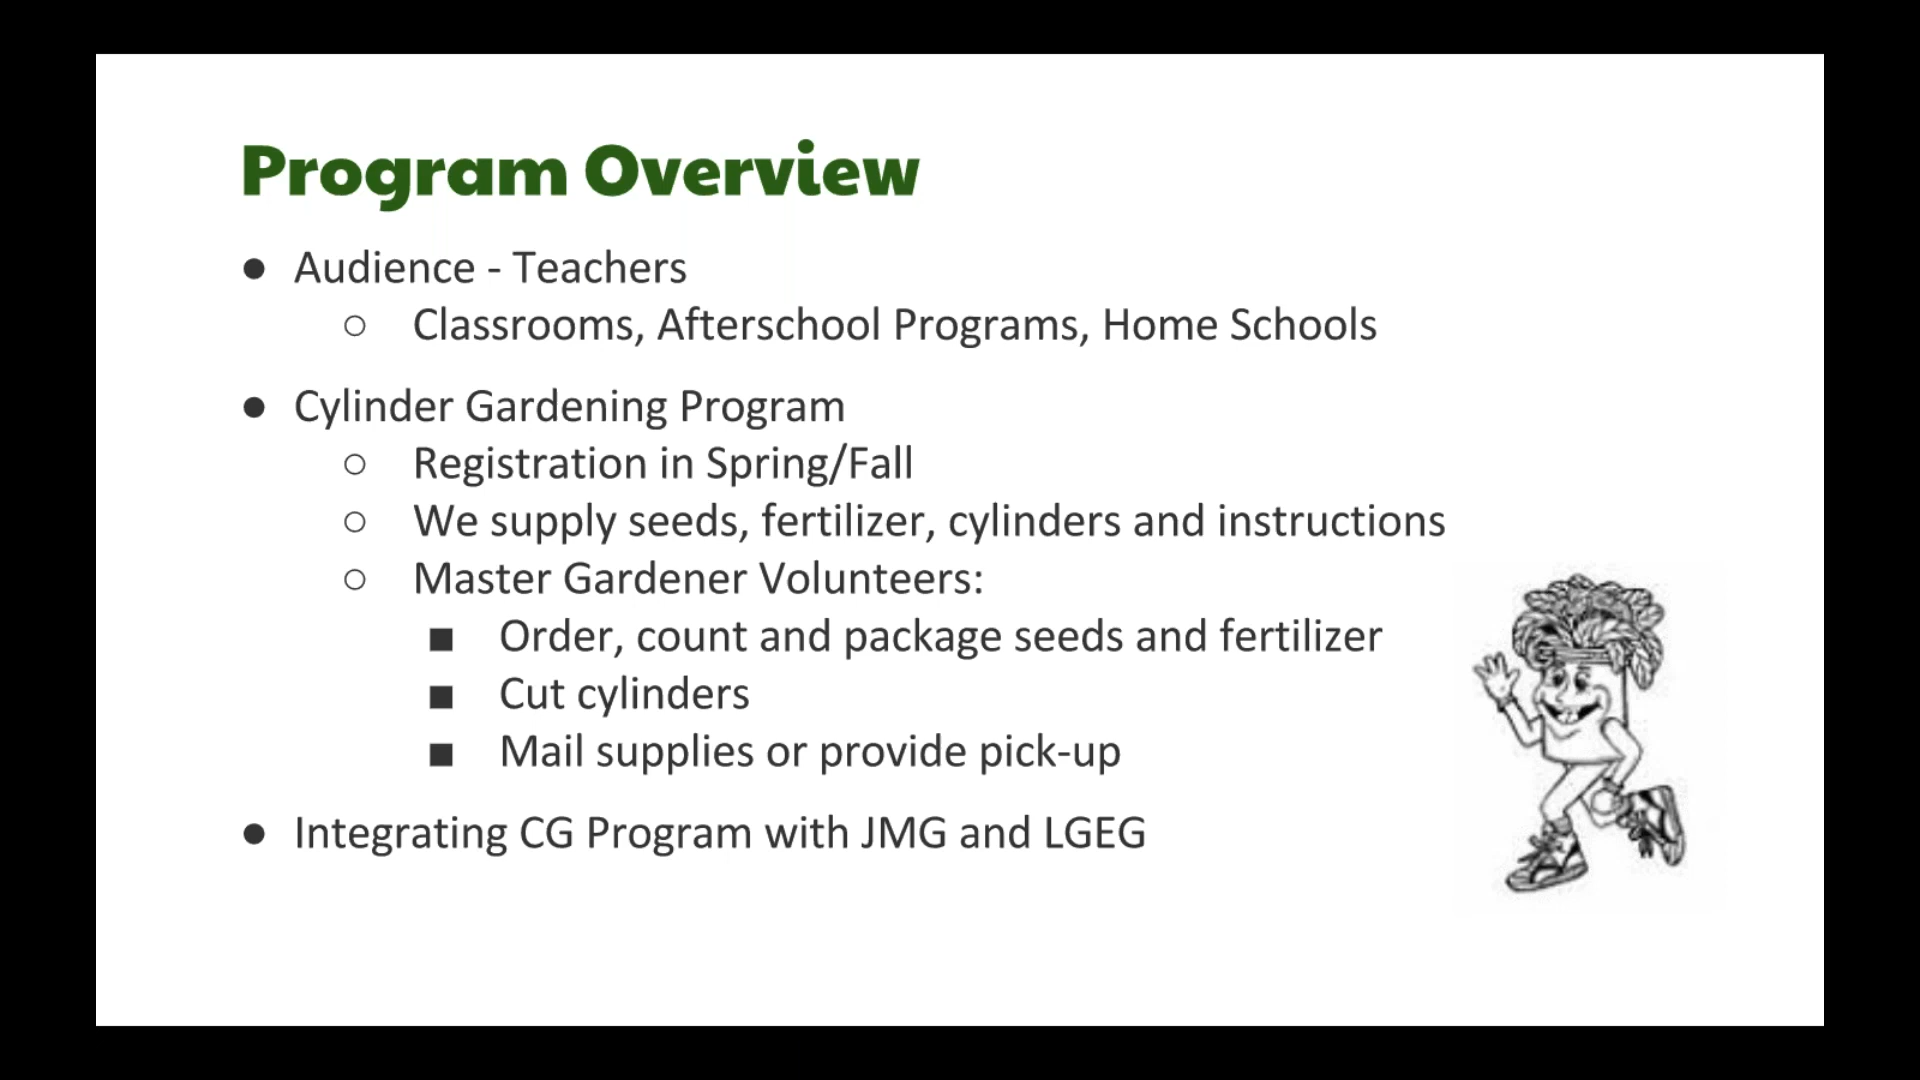 Program Overview
● Audience - Teachers
○ Classrooms, Afterschool Programs, Home Schools
● Cylinder Gardening Program
○ Registration in Spring/Fall
○ We supply seeds, fertilizer, cylinders and instructions
○ Master Gardener Volunteers:
■ Order, count and package seeds and fertilizer
■ Cut cylinders
■ Mail supplies or provide pick-up
● Integrating CG Program with JMG and LGEG